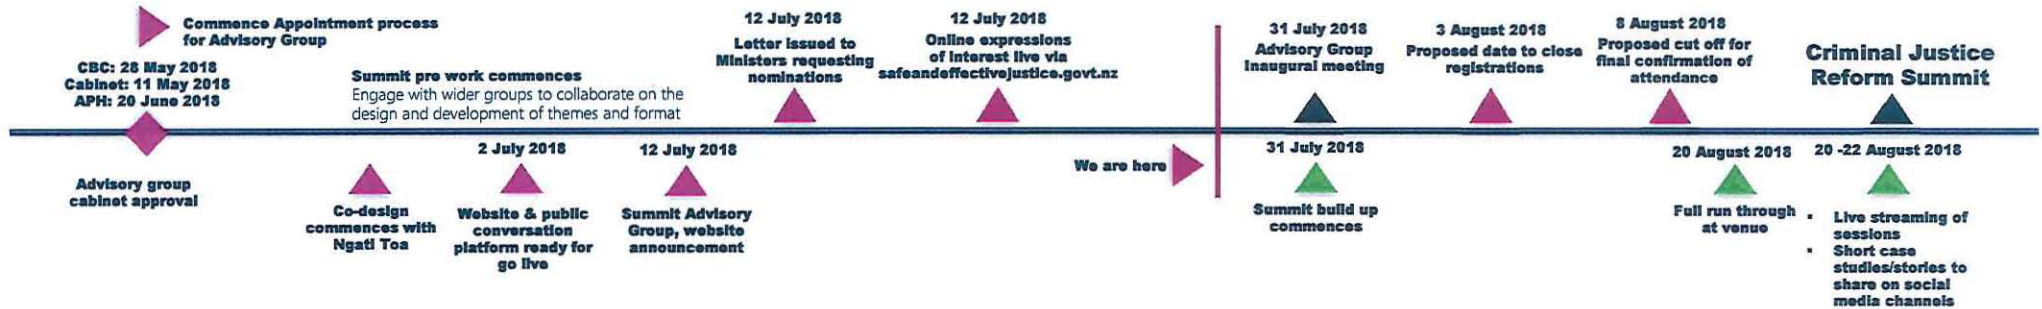 Commence Appointment process
for Advisory Group
CBC: 28 May 2018
Cabinet: 11 May 2018
APH: 20 June 2018
Advisory group
cabinet approval
Summit pre work commences
Engage with wider groups to collaborate on the
design and development of themes and format
Co-design
commences with
Ngati Toa
2 July 2018
Website & public
conversation
platform ready for
go live
12 July 2018
Summit Advisory
Group, website
announcement
12 July 2018
Letter issued to
Ministers requesting
nominations
12 July 2018
Online expressions
of interest live via
safeandeffectivejustice.govt.nz
We are here
31 July 2018
Advisory Group
Inaugural meeting
31 July 2018
Summit build up
commences
3 August 2018
Proposed date to close
registrations
8 August 2018
Proposed cut off for
final confirmation of
attendance
20 August 2018
Full run through
at venue
Criminal Justice
Reform Summit
20 -22 August 2018
▪ Live streaming of
sessions
▪ Short case
studies/stories to
share on social
media channels